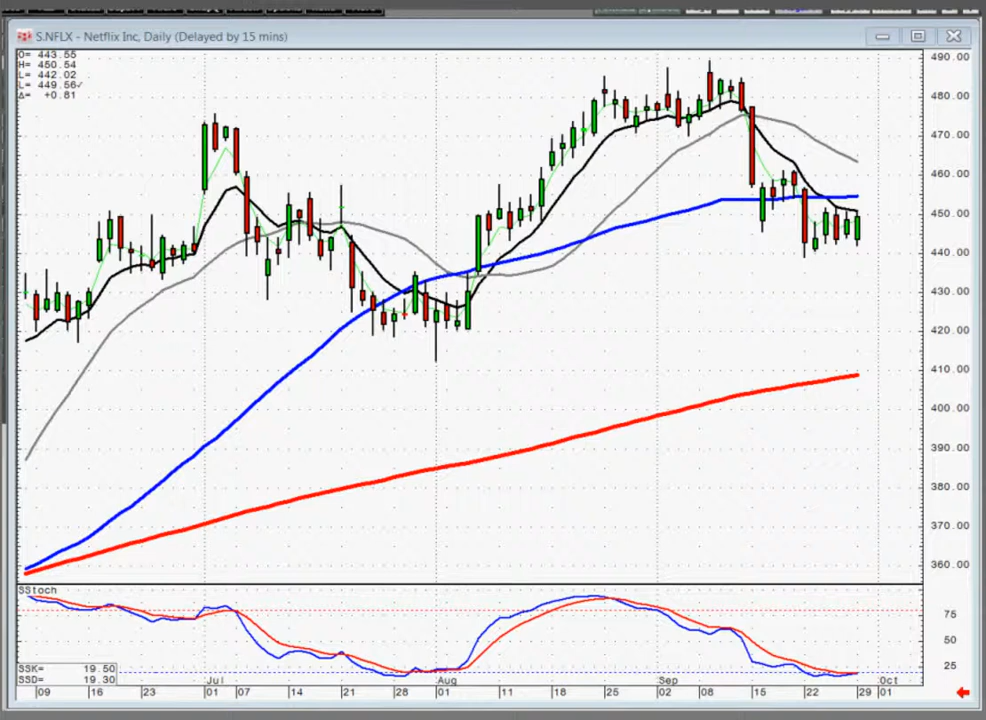 S.NFLX - Netflix Inc, Daily (Delayed by 15 mins)
O= 443.55
H= 450.54
L= 442.02
L= 449.56✓
Δ= +0.81
490.00
480.00
470.00
460.00
450.00
440.00
430.00
420.00
410.00
400.00
390.00
380.00
370.00
360.00
SStoch
75
50
25
SSK= 19.50
SSD= 19.30
Jul Aug Sep Oct
09 16 23 01 07 14 21 28 01 11 18 25 02 08 15 22 29 01